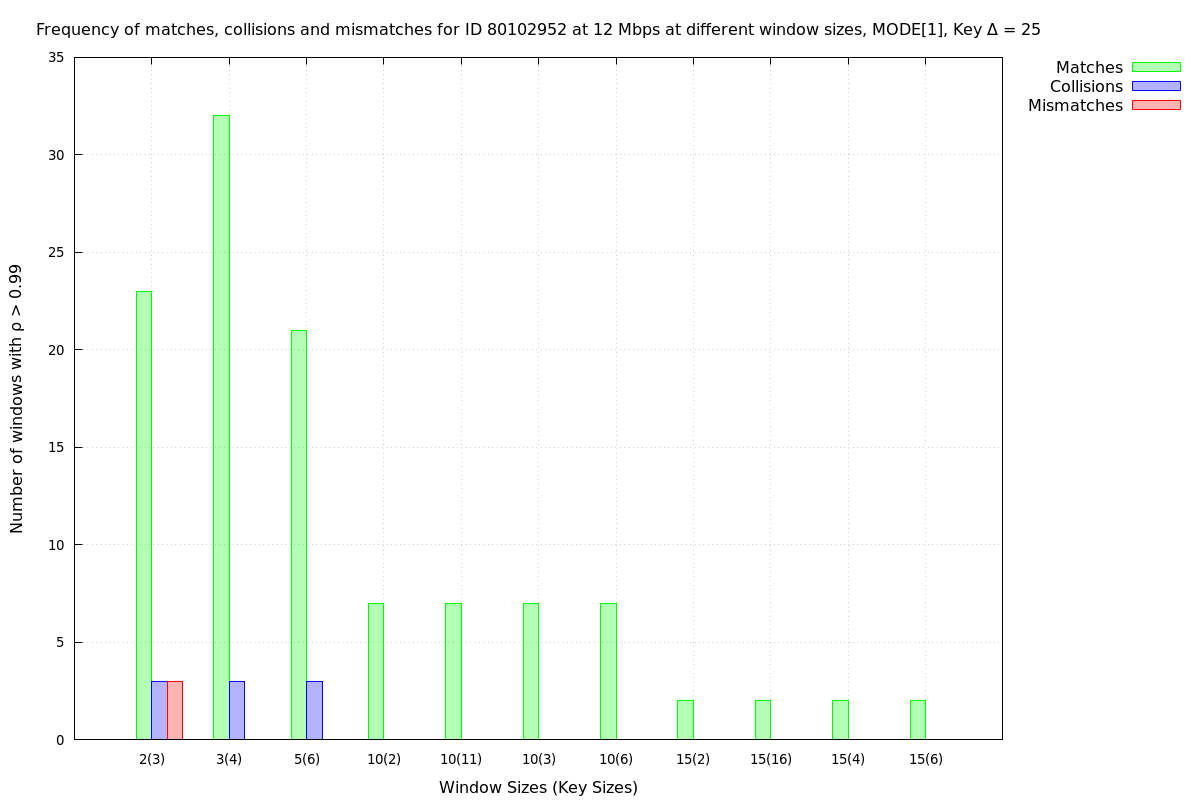 Frequency of matches, collisions and mismatches for ID 80102952 at 12 Mbps at different window sizes, MODE[1], Key Δ = 25
Matches
Collisions
Mismatches
Number of windows with ρ > 0.99
35
30
25
20
15
10
5
0
2(3) 3(4) 5(6) 10(2) 10(11) 10(3) 10(6) 15(2) 15(16) 15(4) 15(6)
Window Sizes (Key Sizes)